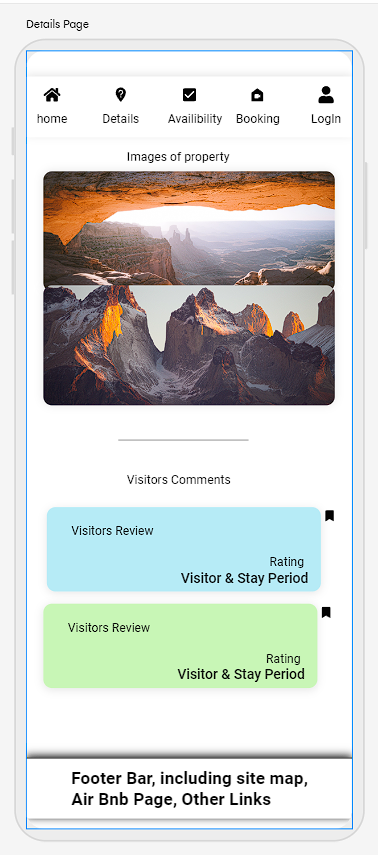 Details Page
home Details Availibility Booking LogIn
Images of property
Visitors Comments
Visitors Review
Rating
Visitor & Stay Period
Visitors Review
Rating
Visitor & Stay Period
Footer Bar, including site map,
Air Bnb Page, Other Links